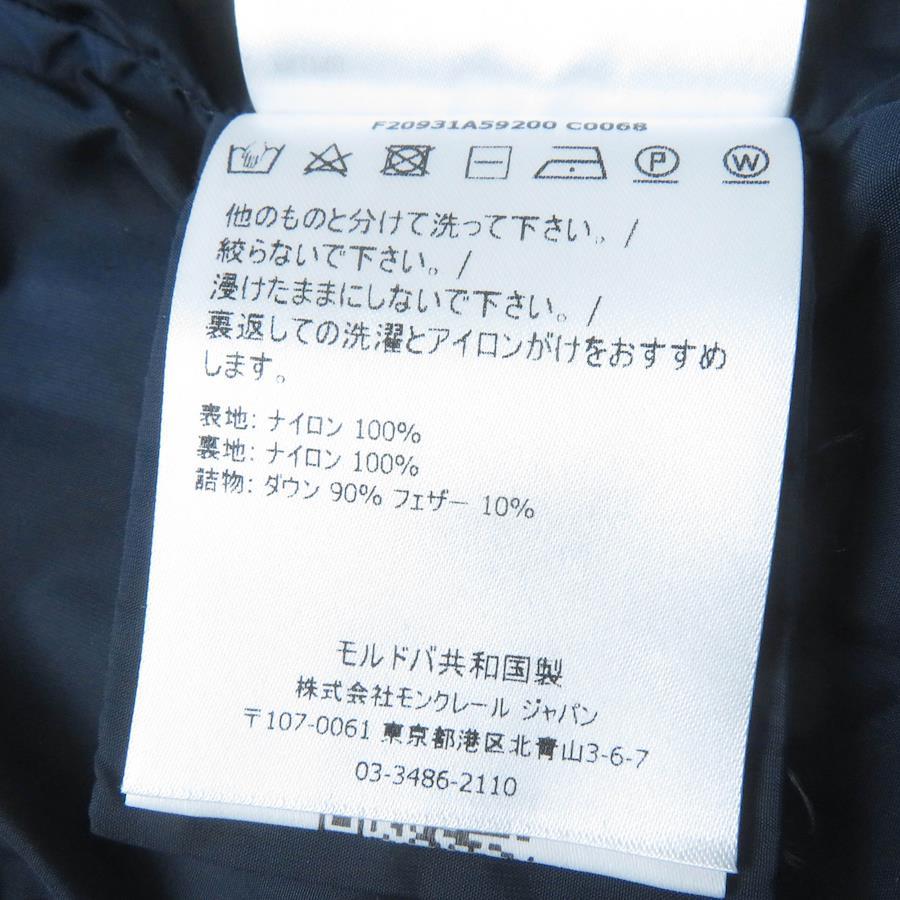 F20931A59200 C0068
P W
他のものと分けて洗って下さい。/
絞らないで下さい。/
浸けたままにしないで下さい。/
裏返しての洗濯とアイロンがけをおすすめ
します。
表地: ナイロン 100%
裏地: ナイロン 100%
詰物: ダウン 90% フェザー 10%
モルドバ共和国製
株式会社モンクレール ジャパン
〒107-0061 東京都港区北青山3-6-7
03-3486-2110